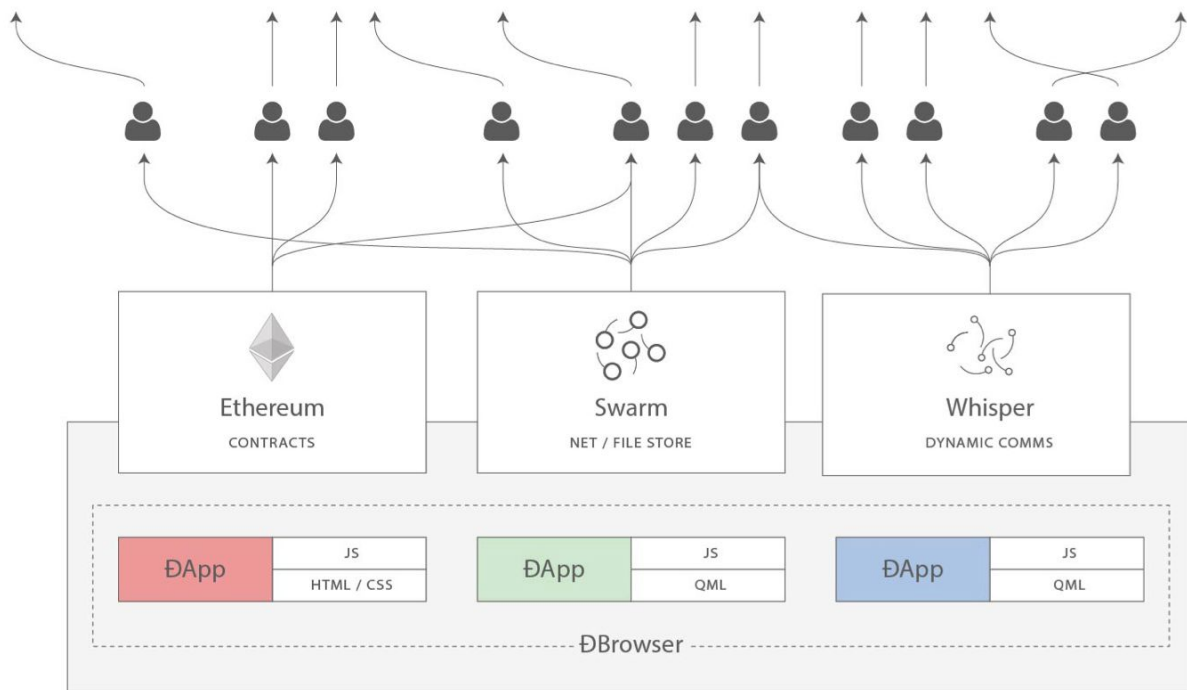 Ethereum
CONTRACTS
Swarm
NET / FILE STORE
Whisper
DYNAMIC COMMS
ĐApp
JS
HTML / CSS
ĐApp
JS
QML
ĐApp
JS
QML
ĐBrowser